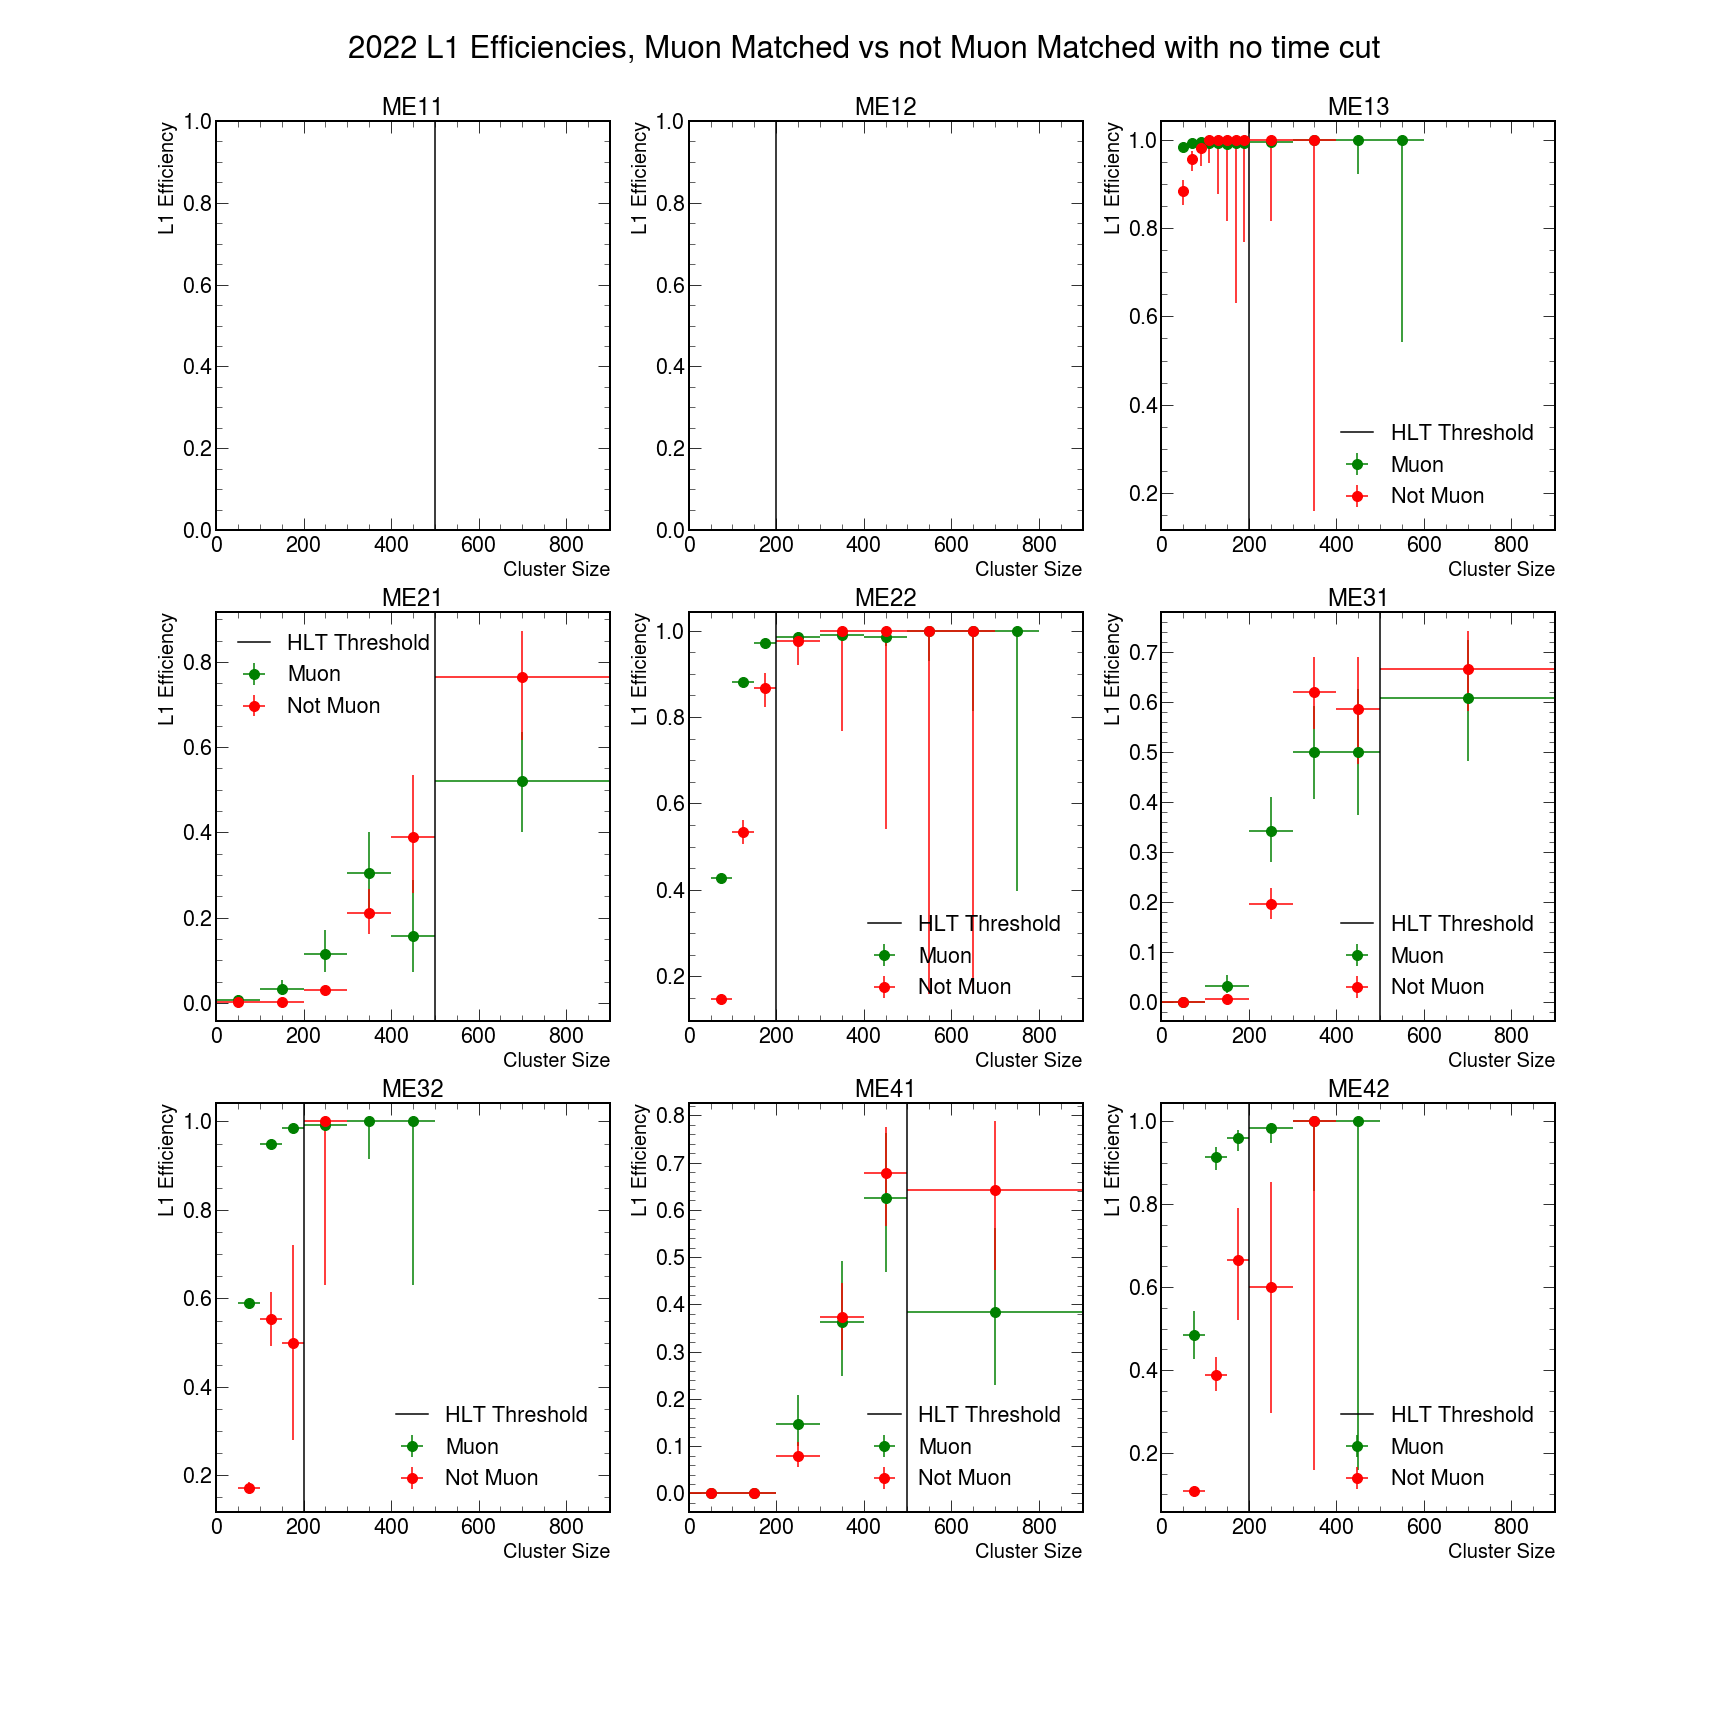 2022 L1 Efficiencies, Muon Matched vs not Muon Matched with no time cut
ME11
L1 Efficiency
1.0
0.8
0.6
0.4
0.2
0.0
0 200 400 600 800
Cluster Size
ME12
L1 Efficiency
1.0
0.8
0.6
0.4
0.2
0.0
0 200 400 600 800
Cluster Size
ME13
L1 Efficiency
1.0
0.8
0.6
0.4
0.2
HLT Threshold
Muon
Not Muon
0 200 400 600 800
Cluster Size
ME21
L1 Efficiency
HLT Threshold
Muon
Not Muon
0.8
0.6
0.4
0.2
0.0
0 200 400 600 800
Cluster Size
ME22
L1 Efficiency
1.0
0.8
0.6
0.4
0.2
HLT Threshold
Muon
Not Muon
0 200 400 600 800
Cluster Size
ME31
L1 Efficiency
0.7
0.6
0.5
0.4
0.3
0.2
0.1
0.0
HLT Threshold
Muon
Not Muon
0 200 400 600 800
Cluster Size
ME32
L1 Efficiency
1.0
0.8
0.6
0.4
0.2
HLT Threshold
Muon
Not Muon
0 200 400 600 800
Cluster Size
ME41
L1 Efficiency
0.8
0.7
0.6
0.5
0.4
0.3
0.2
0.1
0.0
HLT Threshold
Muon
Not Muon
0 200 400 600 800
Cluster Size
ME42
L1 Efficiency
1.0
0.8
0.6
0.4
0.2
HLT Threshold
Muon
Not Muon
0 200 400 600 800
Cluster Size